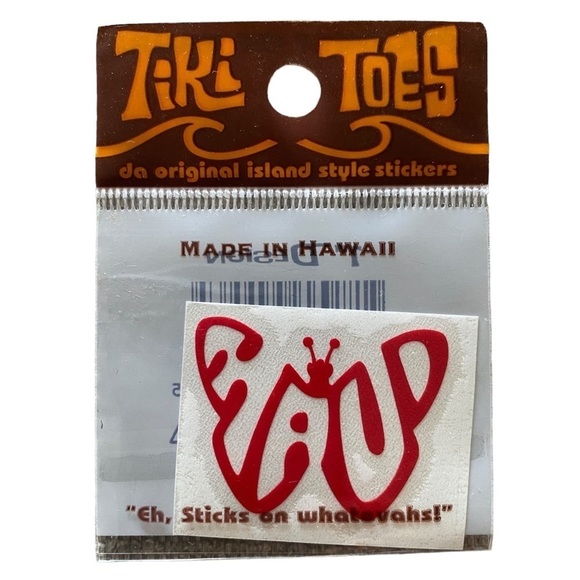 TiKi TOES
da original island style stickers
MADE IN HAWAII
"Eh, Sticks on whatevahs!"